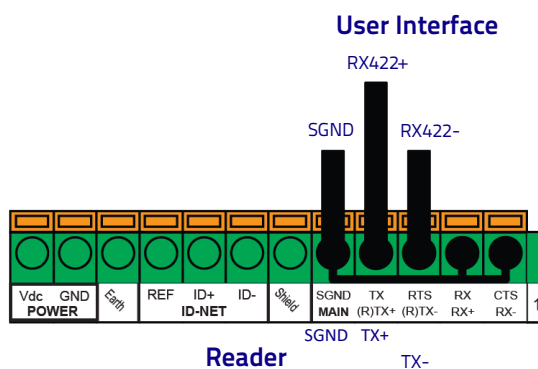 User Interface
RX422+
SGND RX422-
Vdc GND Earth REF ID+ ID- Shield SGND TX RTS RX CTS
POWER ID-NET MAIN (R)TX+ (R)TX- RX+ RX-
SGND TX+
Reader
TX-